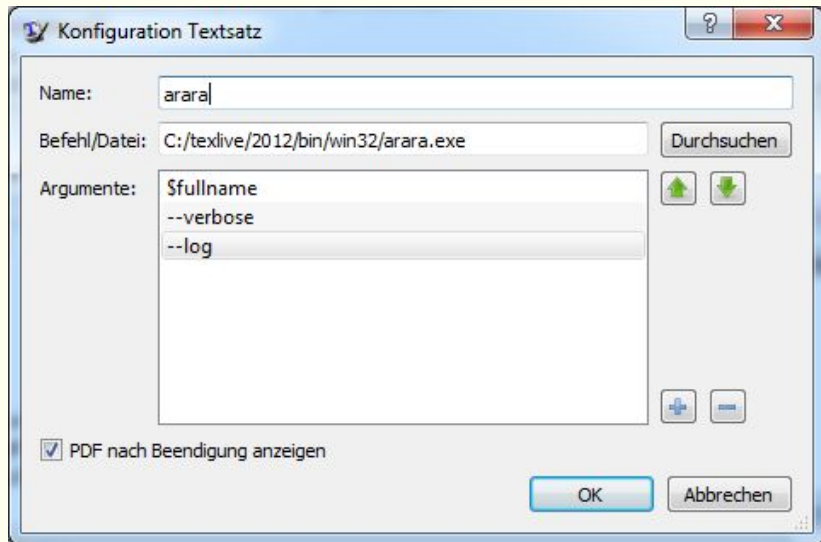 Konfiguration Textsatz
Name: arara
Befehl/Datei: C:/texlive/2012/bin/win32/arara.exe Durchsuchen
Argumente: $fullname
--verbose
--log
PDF nach Beendigung anzeigen
OK Abbrechen